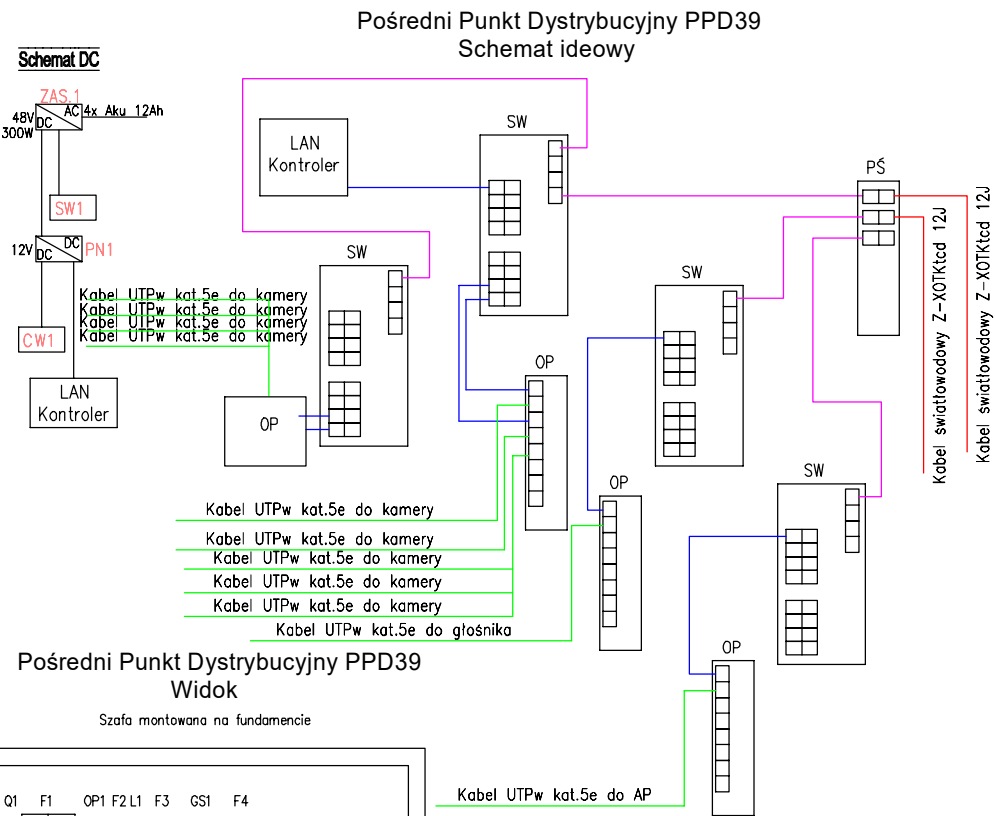 Pośredni Punkt Dystrybucyjny PPD39
Schemat ideowy
Schemat DC
ZAS.1
48V
300W
DC
AC
4x Aku 12Ah
SW1
12V
DC
DC
PN1
CW1
LAN
Kontroler
LAN
Kontroler
SW
PŚ
SW
SW
Kabel UTPw kat.5e do kamery
Kabel UTPw kat.5e do kamery
Kabel UTPw kat.5e do kamery
Kabel UTPw kat.5e do kamery
OP
OP
OP
SW
Kabel światłowodowy Z-XOTKtcd 12J
Kabel światłowodowy Z-XOTKtcd 12J
Kabel UTPw kat.5e do kamery
Kabel UTPw kat.5e do kamery
Kabel UTPw kat.5e do kamery
Kabel UTPw kat.5e do kamery
Kabel UTPw kat.5e do kamery
Kabel UTPw kat.5e do głośnika
OP
Kabel UTPw kat.5e do AP
Pośredni Punkt Dystrybucyjny PPD39
Widok
Szafa montowana na fundamencie
Q1 F1 OP1 F2 L1 F3 GS1 F4